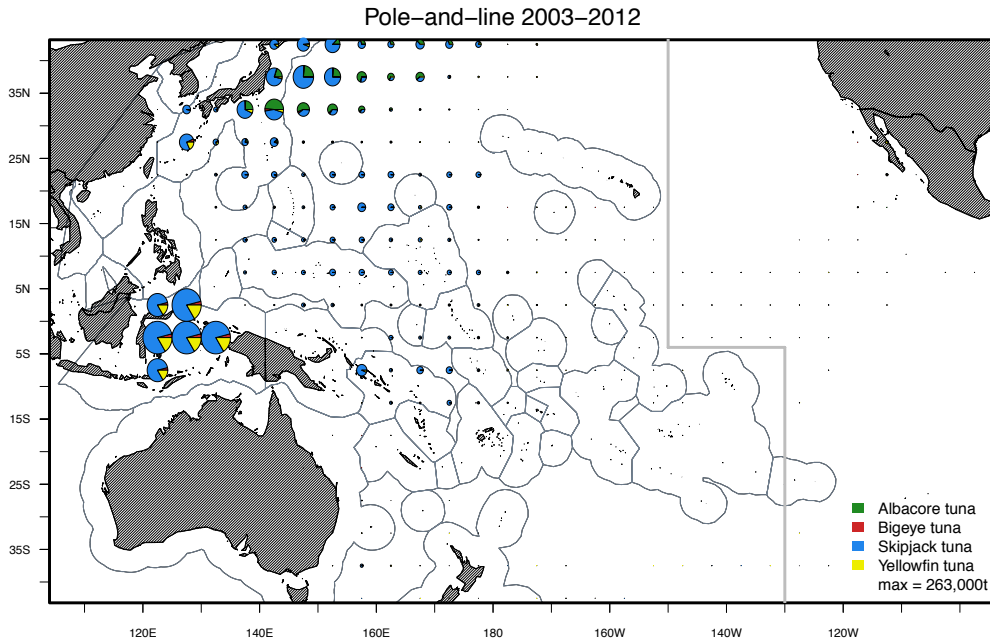 Pole−and−line 2003−2012
35N
25N
15N
5N
5S
15S
25S
35S
Albacore tuna
Bigeye tuna
Skipjack tuna
Yellowfin tuna
max = 263,000t
120E 140E 160E 180 160W 140W 120W